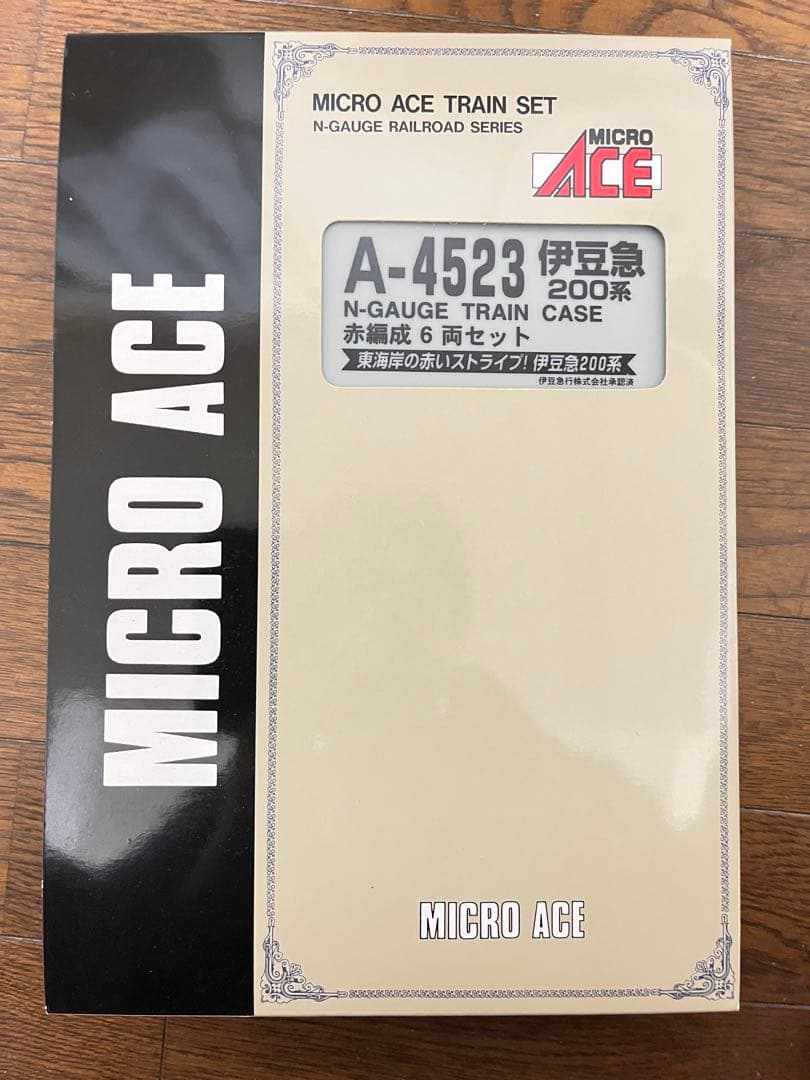 MICRO ACE
MICRO ACE TRAIN SET
N-GAUGE RAILROAD SERIES
MICRO
ACE
A-4523 伊豆急
200系
N-GAUGE TRAIN CASE
赤編成 6 両セット
東海岸の赤いストライプ! 伊豆急200系
伊豆急行株式会社承認済
MICRO ACE